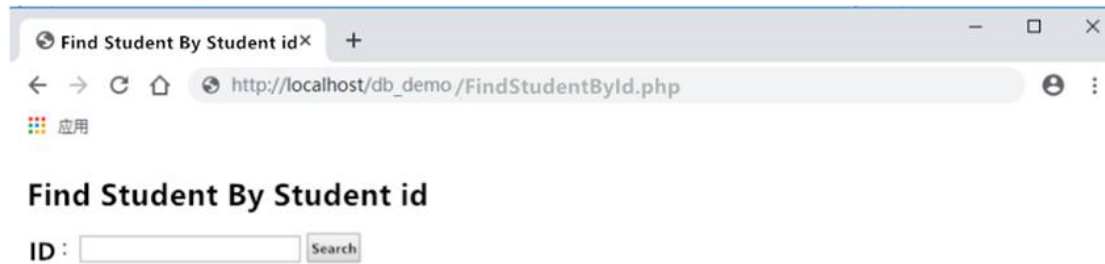 Find Student By Student id
http://localhost/db_demo/FindStudentById.php
应用
Find Student By Student id
ID：
Search